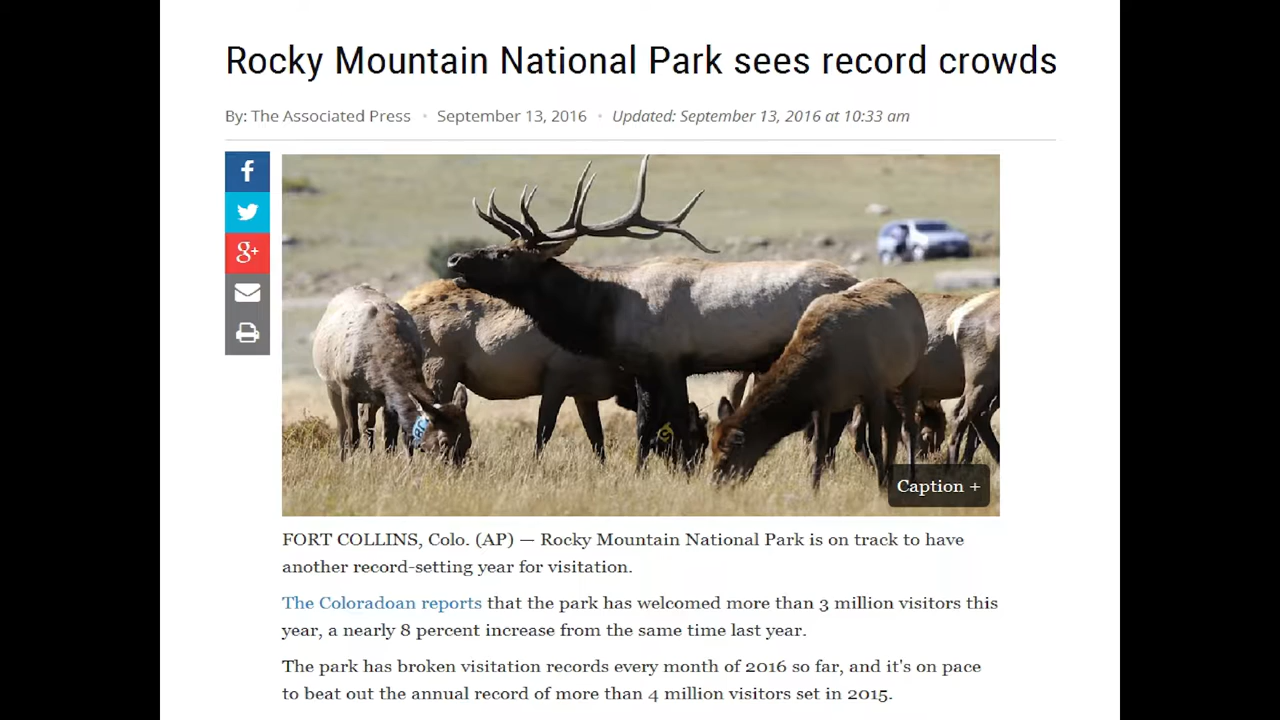 Rocky Mountain National Park sees record crowds
By: The Associated Press • September 13, 2016 • Updated: September 13, 2016 at 10:33 am
f
g+
Caption +
FORT COLLINS, Colo. (AP) — Rocky Mountain National Park is on track to have
another record-setting year for visitation.
The Coloradoan reports that the park has welcomed more than 3 million visitors this
year, a nearly 8 percent increase from the same time last year.
The park has broken visitation records every month of 2016 so far, and it's on pace
to beat out the annual record of more than 4 million visitors set in 2015.